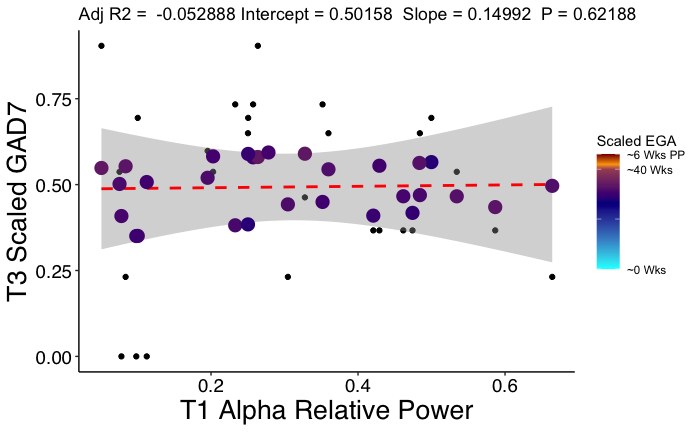 Adj R2 =  -0.052888 Intercept = 0.50158  Slope = 0.14992  P = 0.62188
T3 Scaled GAD7
0.75
0.50
0.25
0.00
0.2
0.4
0.6
T1 Alpha Relative Power
Scaled EGA
~6 Wks PP
~40 Wks
~0 Wks